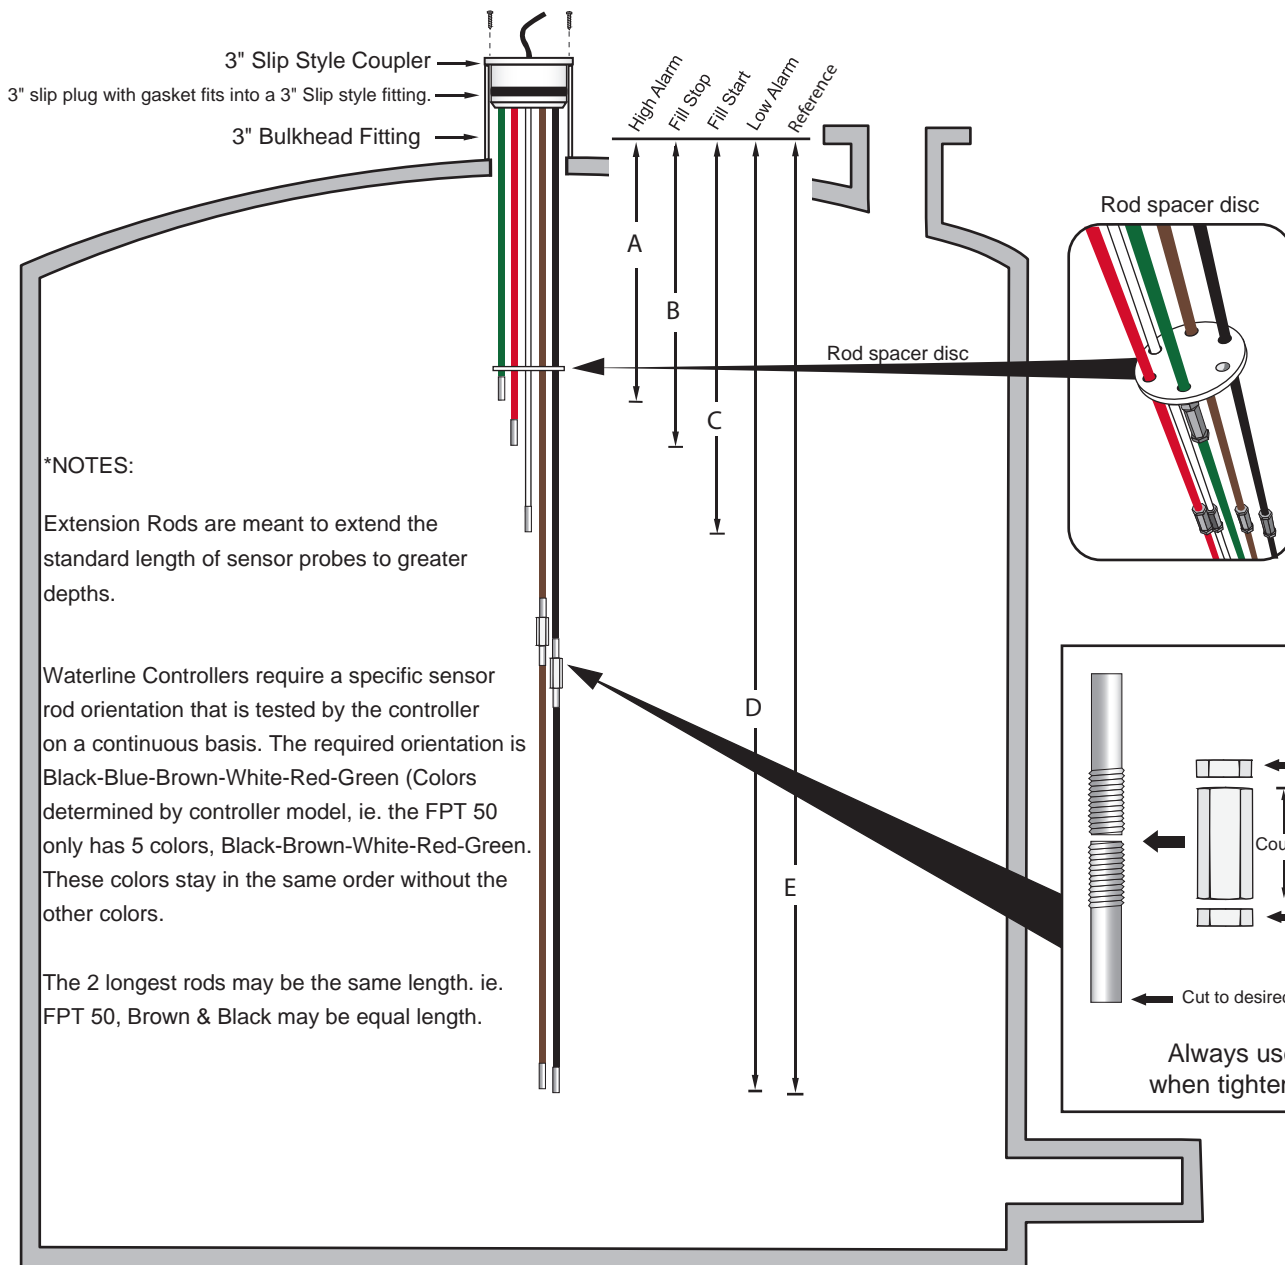 3" Slip Style Coupler
3" slip plug with gasket fits into a 3" Slip style fitting.
3" Bulkhead Fitting
High Alarm
Fill Stop
Fill Start
Low Alarm
Reference
A
B
C
D
E
Rod spacer disc
Rod spacer disc
*NOTES:
Extension Rods are meant to extend the
standard length of sensor probes to greater
depths.
Waterline Controllers require a specific sensor
rod orientation that is tested by the controller
on a continuous basis. The required orientation is
Black-Blue-Brown-White-Red-Green (Colors
determined by controller model, ie. the FPT 50
only has 5 colors, Black-Brown-White-Red-Green.
These colors stay in the same order without the
other colors.
The 2 longest rods may be the same length. ie.
FPT 50, Brown & Black may be equal length.
Cut to desired
Always use
when tighten